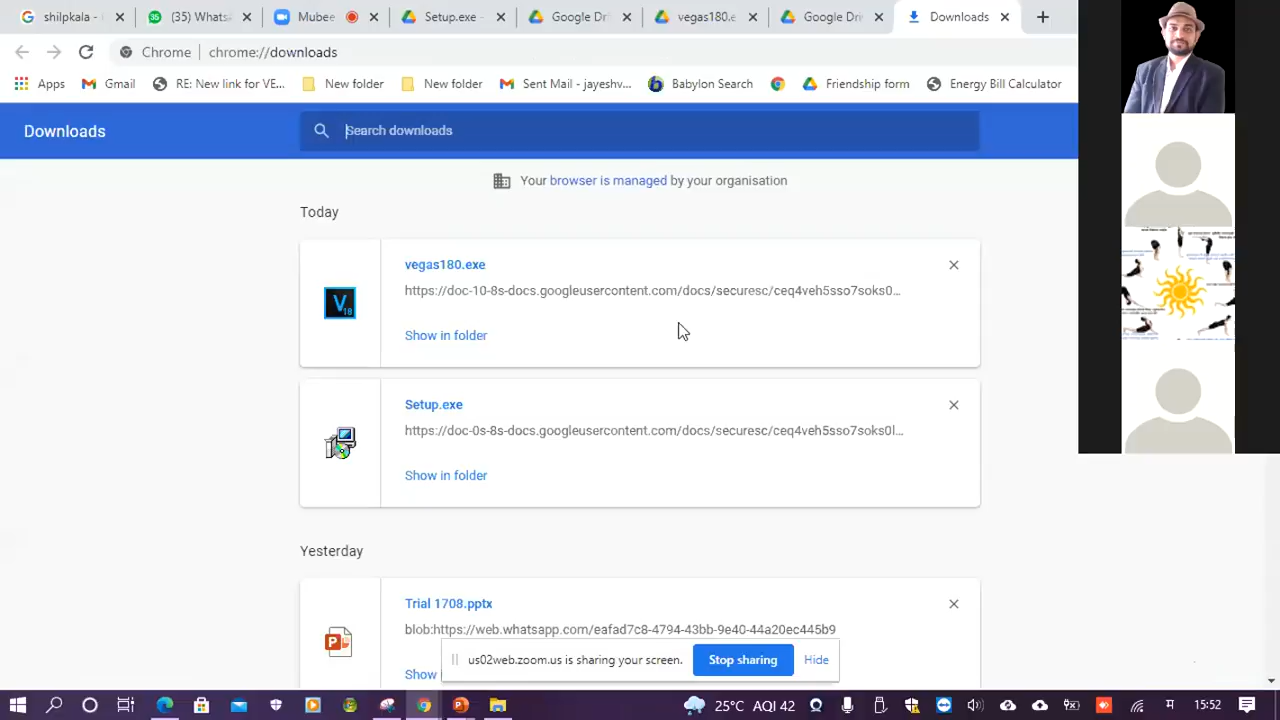 shilpkala -
(35) Whats
Mubee
Setup.exe -
Google Dri
vegas180.e
Google Dri
Downloads
Chrome
chrome://downloads
Apps
Gmail
RE: New link for VE...
New folder
New folder
Sent Mail - jayeshv...
Babylon Search
Friendship form
Energy Bill Calculator
Downloads
Search downloads
Your browser is managed by your organisation
Today
vegas180.exe
https://doc-10-8s-docs.googleusercontent.com/docs/securesc/ceq4veh5sso7soks0...
Show in folder
Setup.exe
https://doc-0s-8s-docs.googleusercontent.com/docs/securesc/ceq4veh5sso7soks0l...
Show in folder
Yesterday
Trial 1708.pptx
blob:https://web.whatsapp.com/eafad7c8-4794-43bb-9e40-44a20ec445b9
Show
us02web.zoom.us is sharing your screen.
Stop sharing
Hide
25°C AQI 42
म
15:52